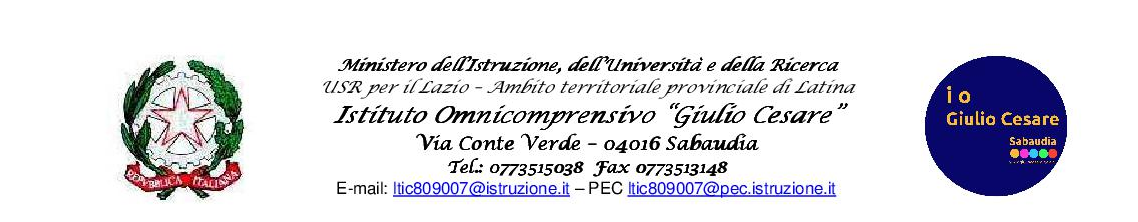 Ministero dell'Istruzione, dell'Università e della Ricerca
USR per il Lazio – Ambito territoriale provinciale di Latina
Istituto Omnicomprensivo "Giulio Cesare"
Via Conte Verde – 04016 Sabaudia
Tel.: 0773515038 Fax 0773513148
E-mail: ltic809007@istruzione.it – PEC ltic809007@pec.istruzione.it
REPVBBLICA ITALIANA
i o
Giulio Cesare
Sabaudia